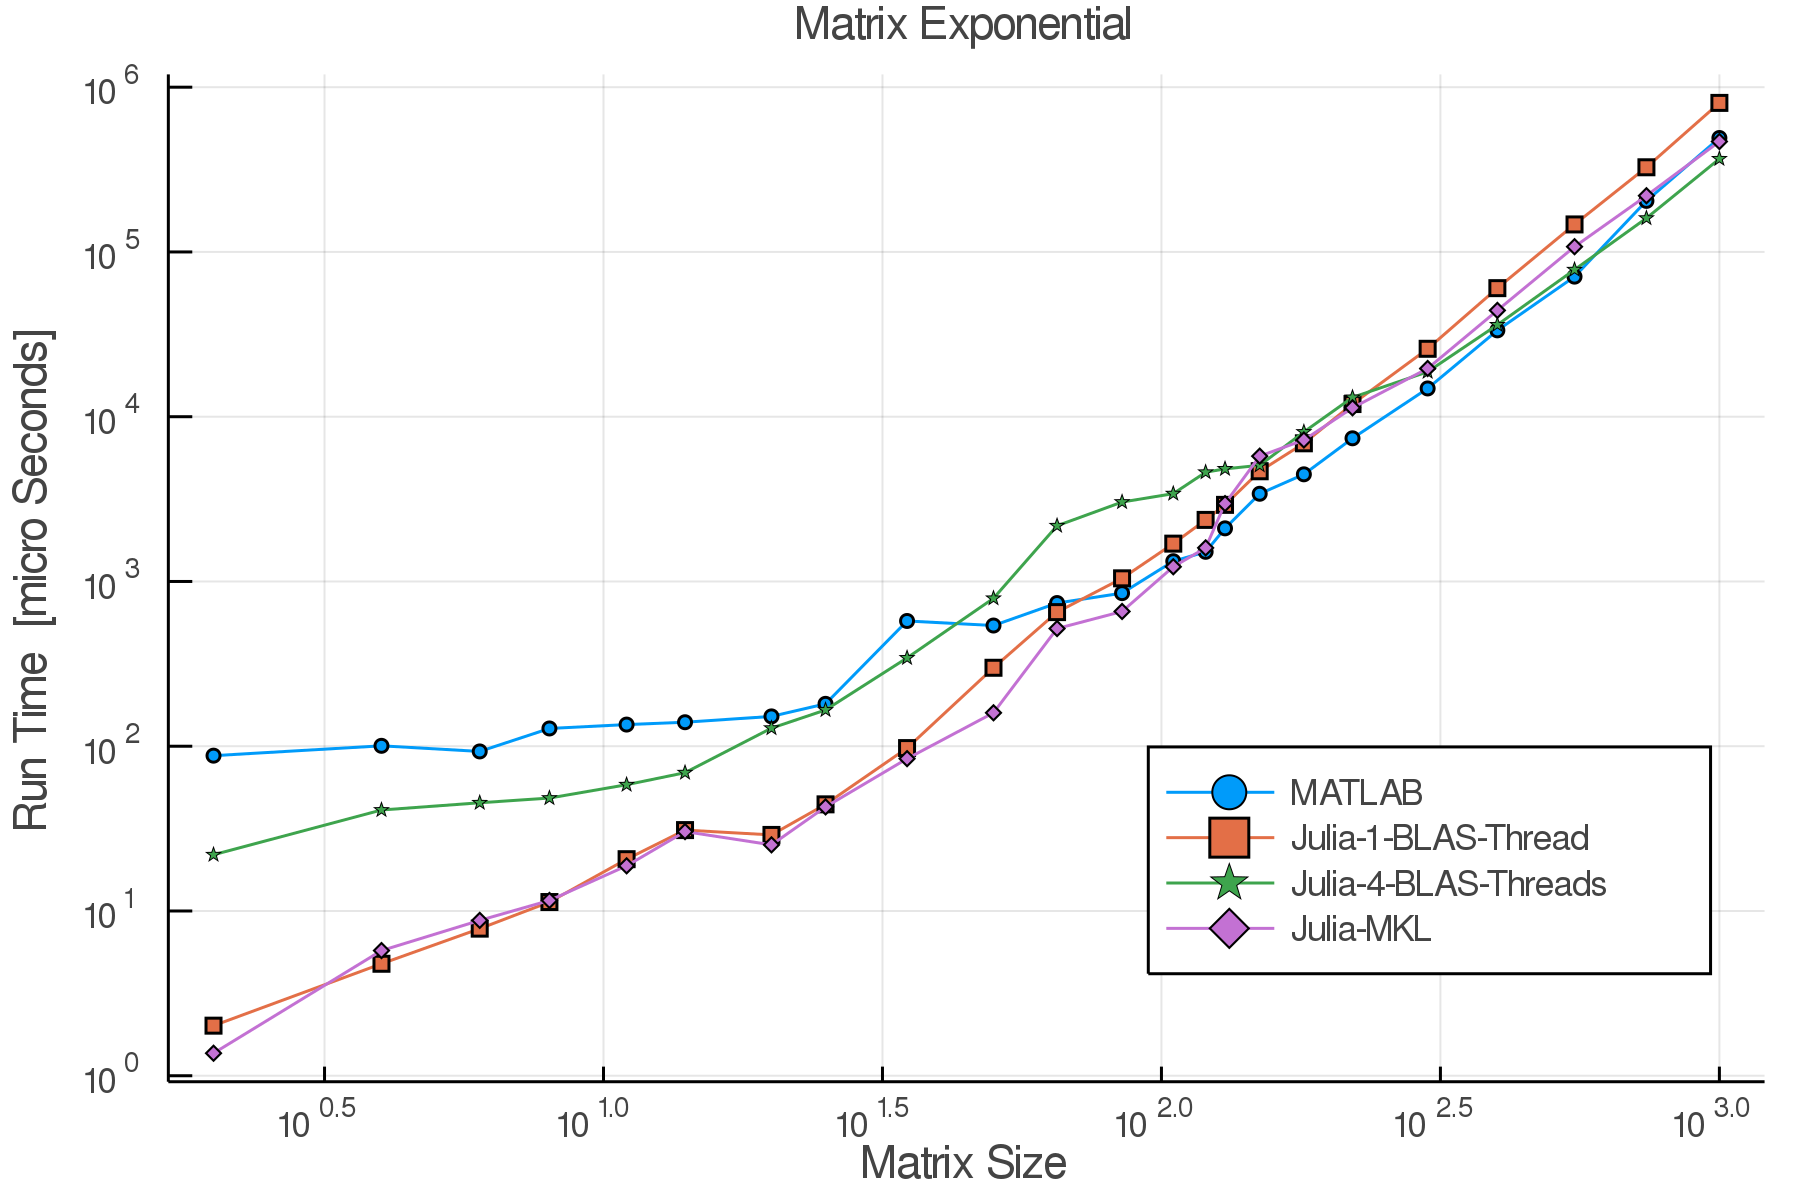 Matrix Exponential
Run Time [micro Seconds]
10^6
10^5
10^4
10^3
10^2
10^1
10^0
MATLAB
Julia-1-BLAS-Thread
Julia-4-BLAS-Threads
Julia-MKL
10^0.5 10^1.0 10^1.5 10^2.0 10^2.5 10^3.0
Matrix Size